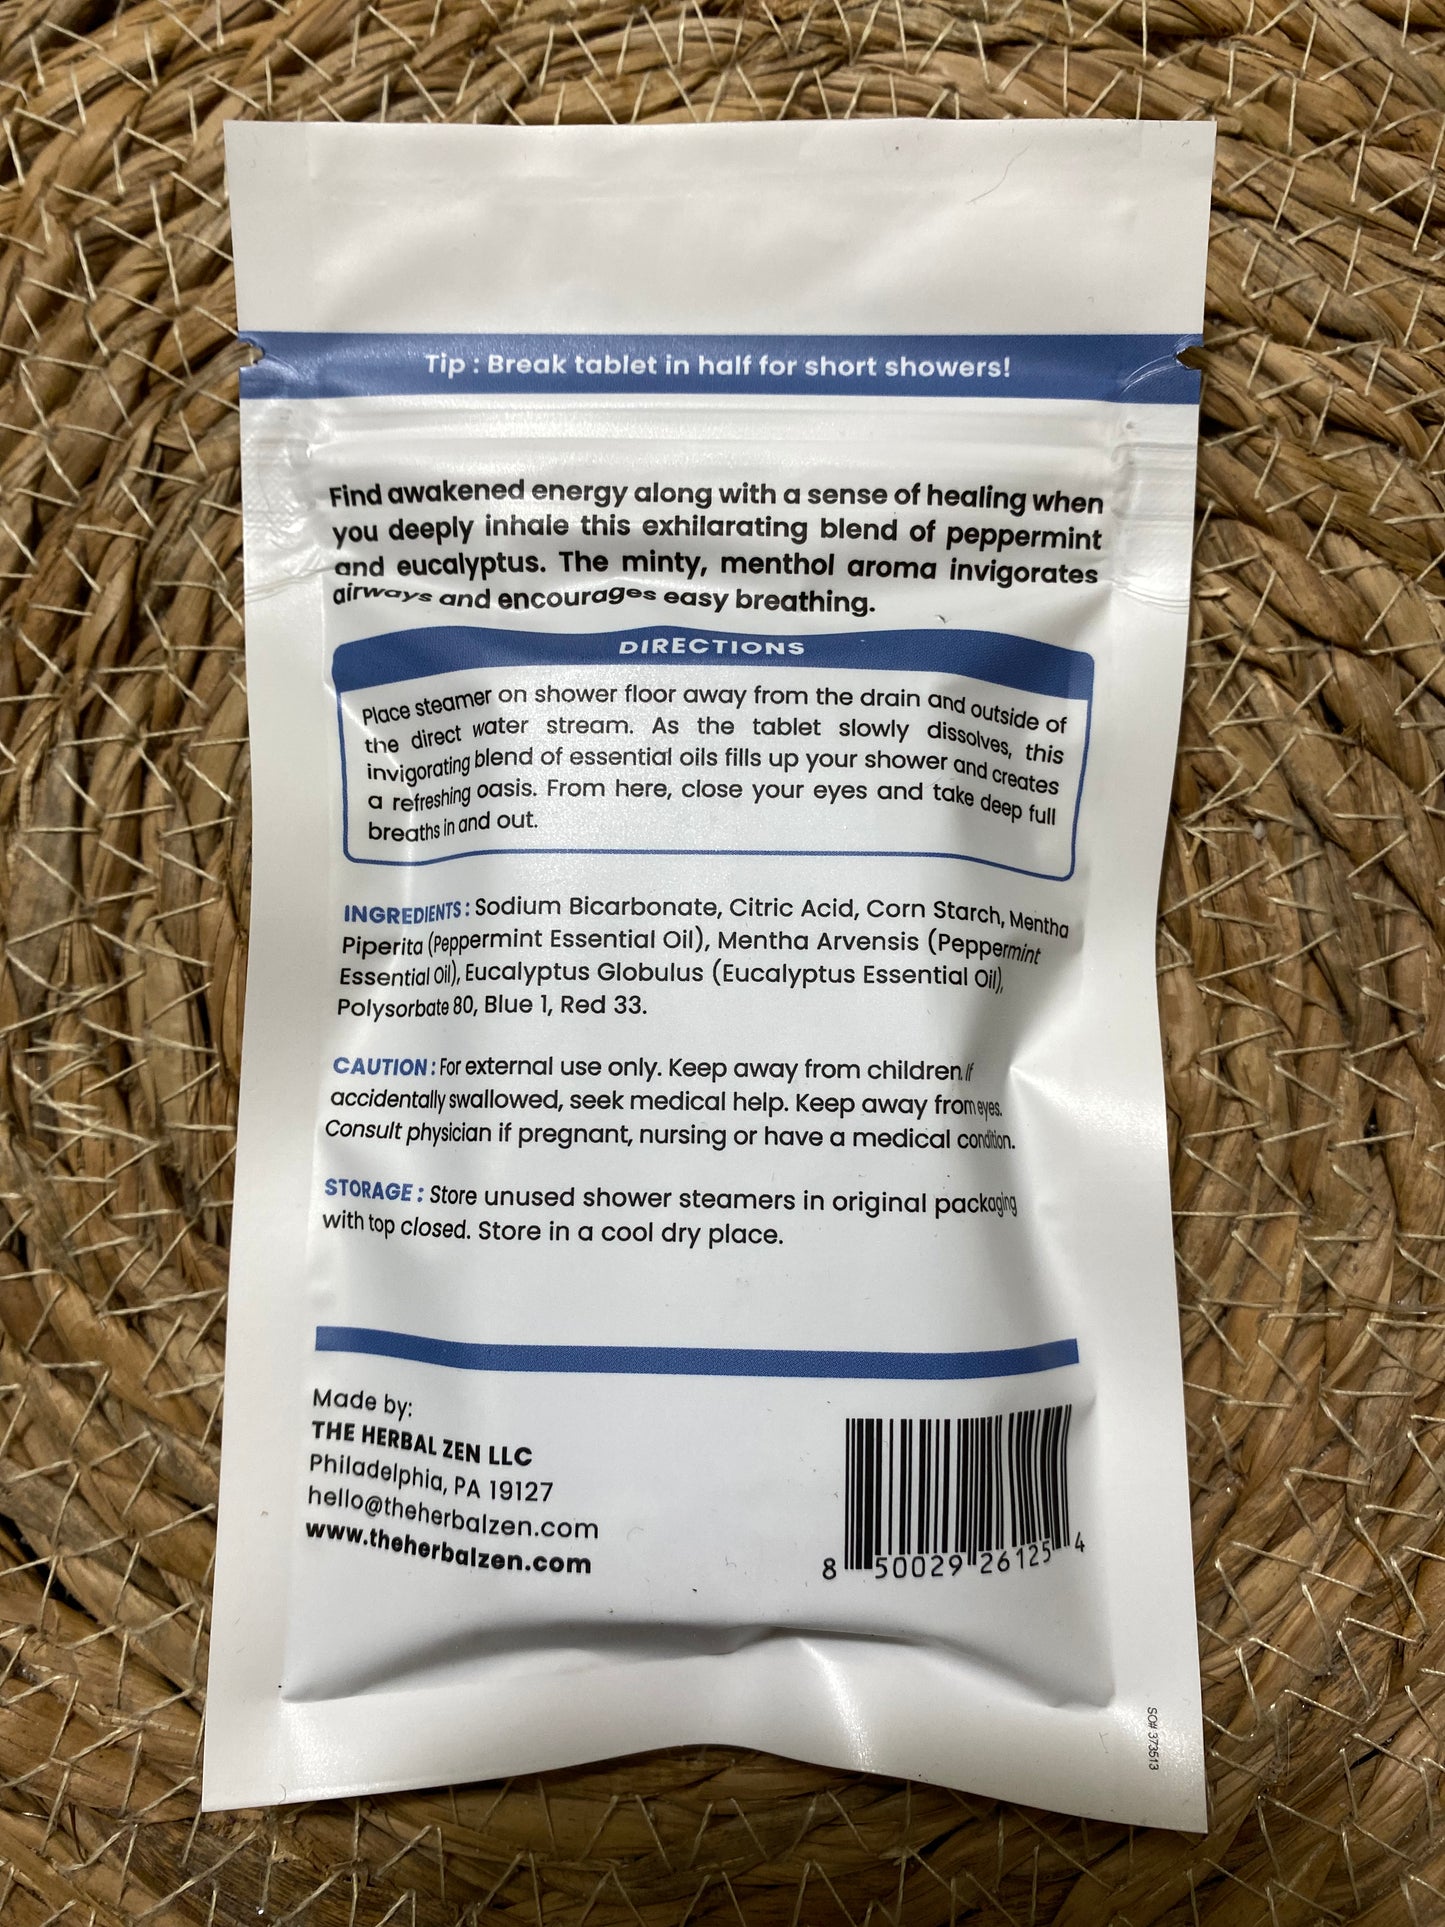 Tip : Break tablet in half for short showers!
Find awakened energy along with a sense of healing when
you deeply inhale this exhilarating blend of peppermint
and eucalyptus. The minty, menthol aroma invigorates
airways and encourages easy breathing.
DIRECTIONS
Place steamer on shower floor away from the drain and outside of
the direct water stream. As the tablet slowly dissolves, this
invigorating blend of essential oils fills up your shower and creates
a refreshing oasis. From here, close your eyes and take deep full
breaths in and out.
INGREDIENTS : Sodium Bicarbonate, Citric Acid, Corn Starch, Mentha
Piperita (Peppermint Essential Oil), Mentha Arvensis (Peppermint
Essential Oil), Eucalyptus Globulus (Eucalyptus Essential Oil),
Polysorbate 80, Blue 1, Red 33.
CAUTION : For external use only. Keep away from children. If
accidentally swallowed, seek medical help. Keep away from eyes.
Consult physician if pregnant, nursing or have a medical condition.
STORAGE : Store unused shower steamers in original packaging
with top closed. Store in a cool dry place.
Made by:
THE HERBAL ZEN LLC
Philadelphia, PA 19127
hello@theherbalzen.com
www.theherbalzen.com
8 50029 26125 4
SO# 373513